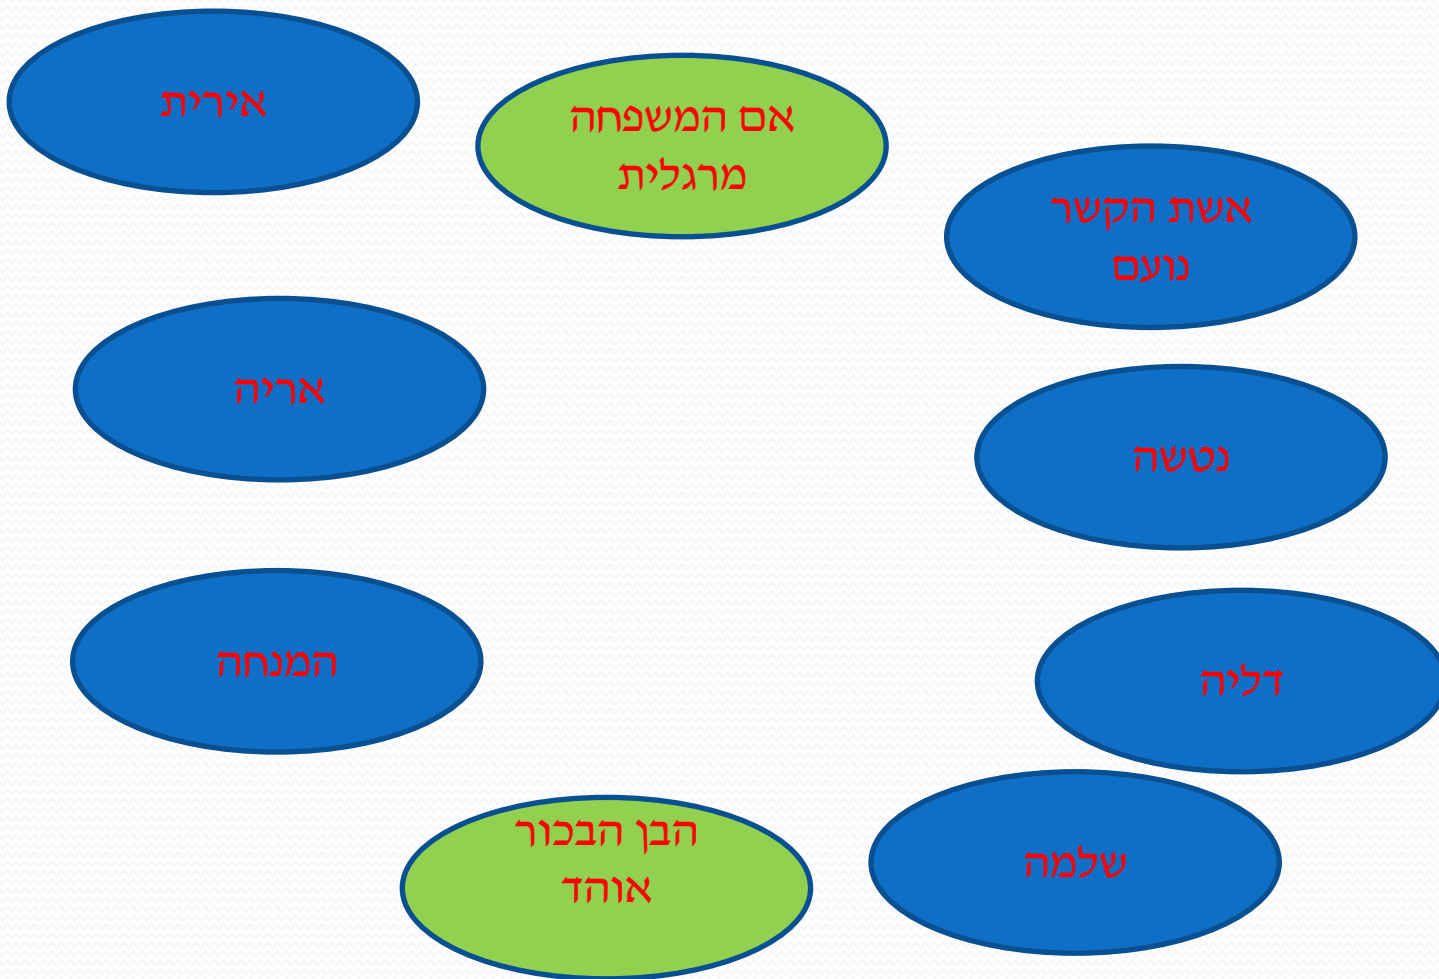 אירית
אם המשפחה
מרגלית
אשת הקשר
נועם
אריה
נטשה
המנחה
דליה
הבן הבכור
אוהד
שלמה